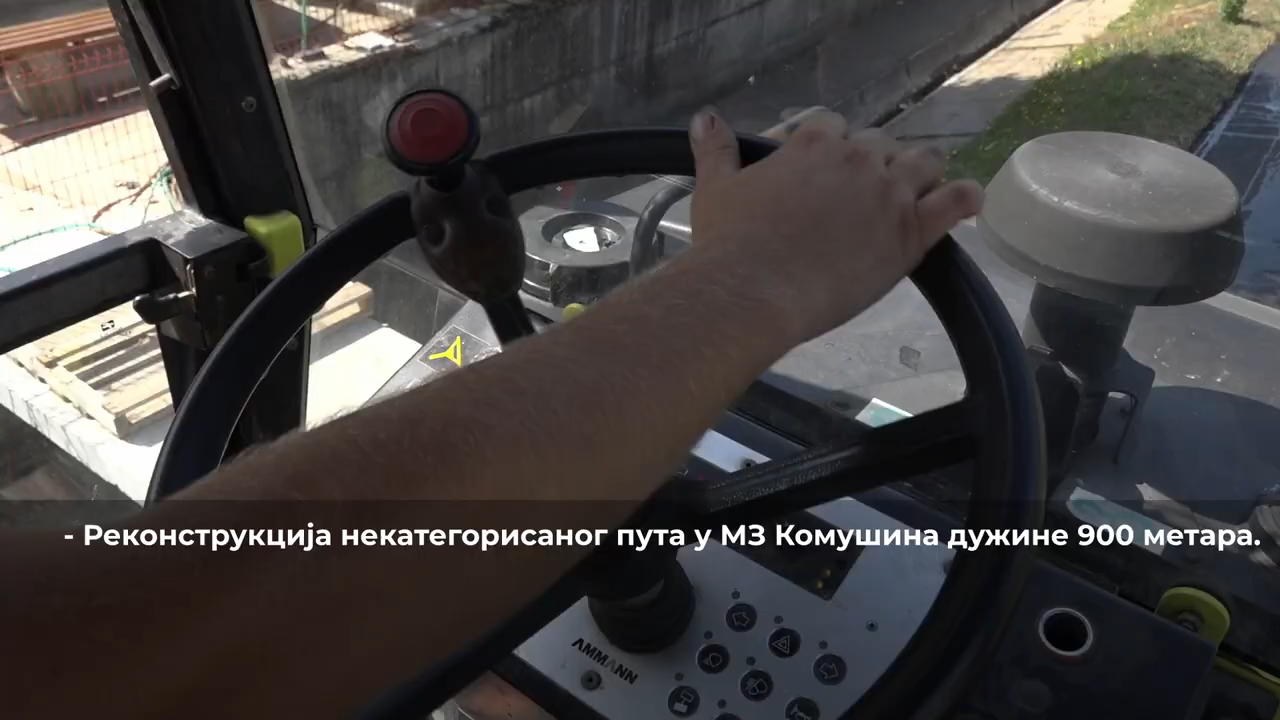 - Реконструкција некатегорисаног пута у МЗ Комушина дужине 900 метара.
AMMANN